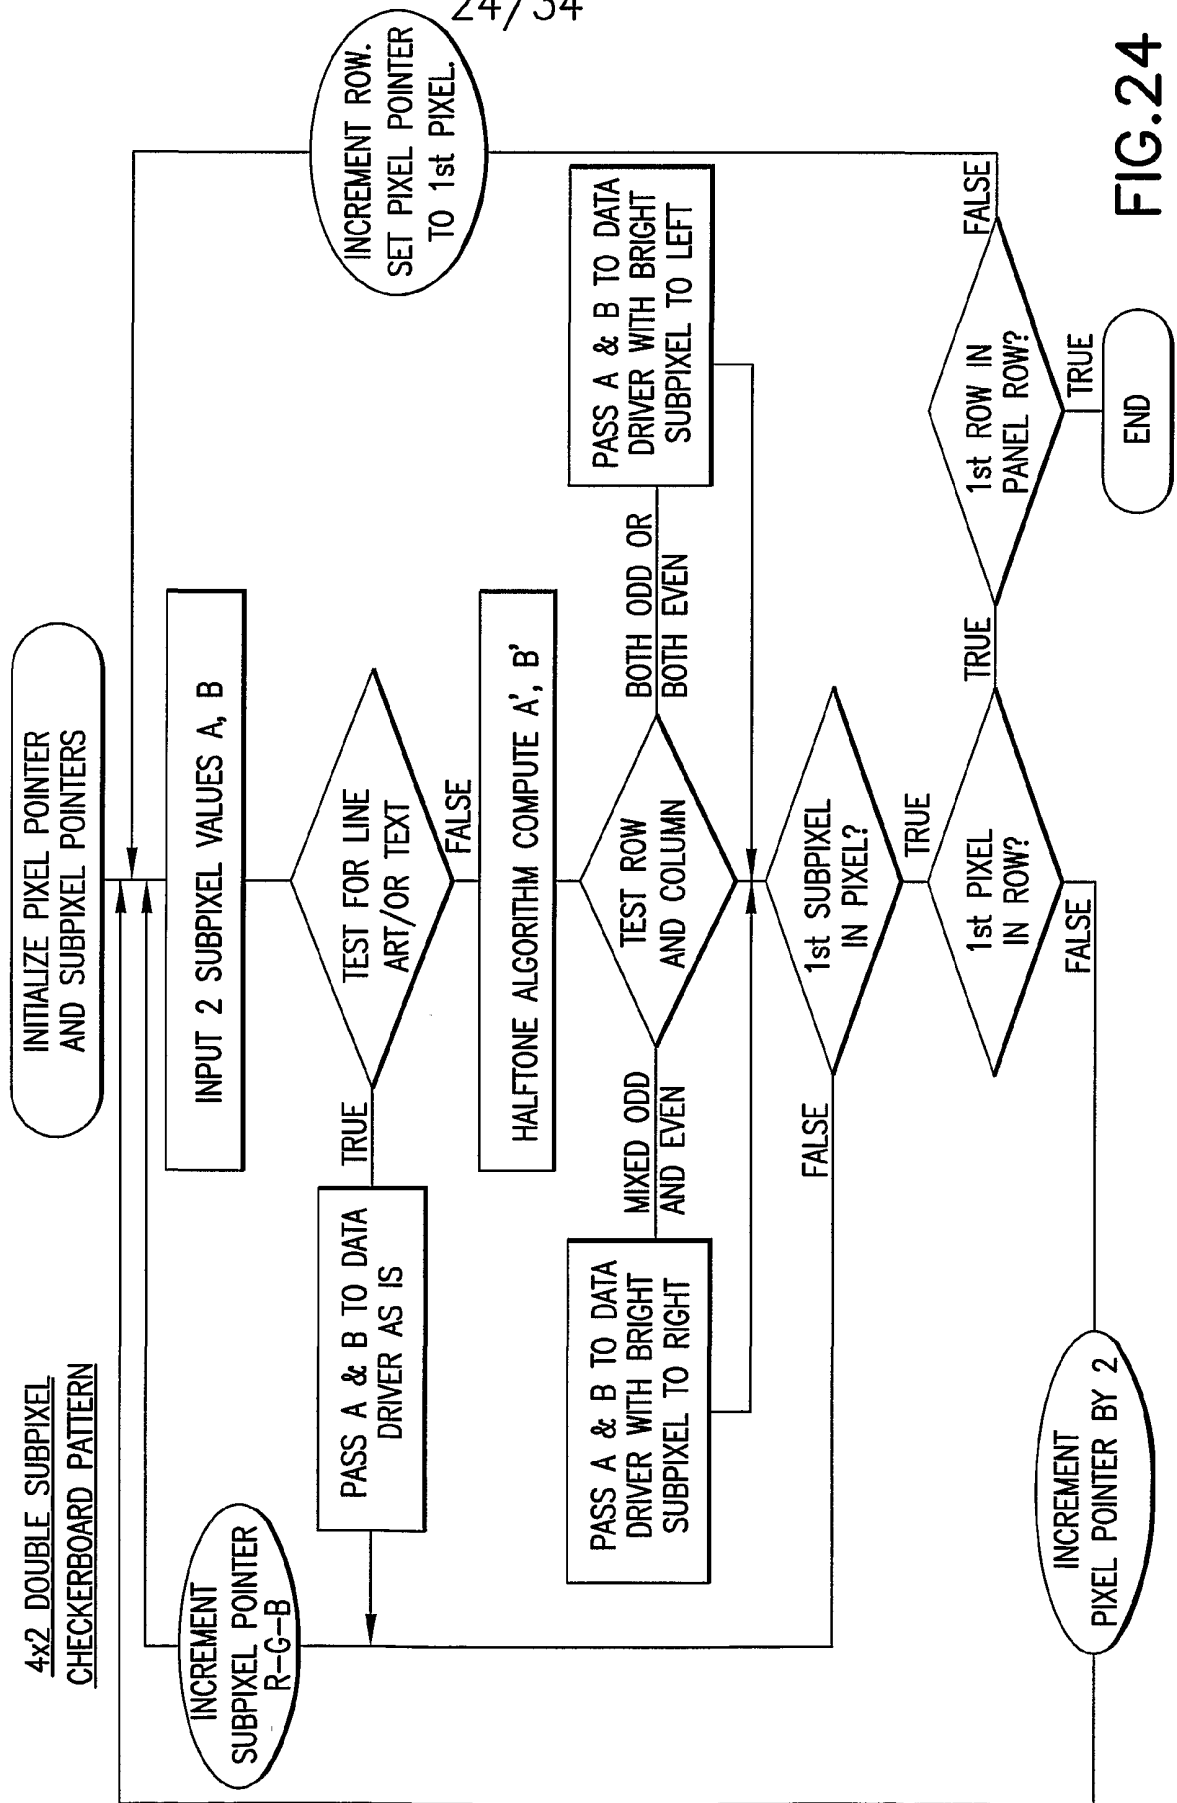 24/34
4x2 DOUBLE SUBPIXEL
CHECKERBOARD PATTERN
INITIALIZE PIXEL POINTER
AND SUBPIXEL POINTERS
INPUT 2 SUBPIXEL VALUES A, B
TEST FOR LINE
ART/OR TEXT
TRUE
FALSE
PASS A & B TO DATA
DRIVER AS IS
INCREMENT
SUBPIXEL POINTER
R-G-B
HALFTONE ALGORITHM COMPUTE A', B'
TEST ROW
AND COLUMN
MIXED ODD
AND EVEN
BOTH ODD OR
BOTH EVEN
PASS A & B TO DATA
DRIVER WITH BRIGHT
SUBPIXEL TO RIGHT
PASS A & B TO DATA
DRIVER WITH BRIGHT
SUBPIXEL TO LEFT
1st SUBPIXEL
IN PIXEL?
FALSE
TRUE
1st PIXEL
IN ROW?
TRUE
FALSE
INCREMENT
PIXEL POINTER BY 2
1st ROW IN
PANEL ROW?
FALSE
TRUE
INCREMENT ROW.
SET PIXEL POINTER
TO 1st PIXEL.
END
FIG.24